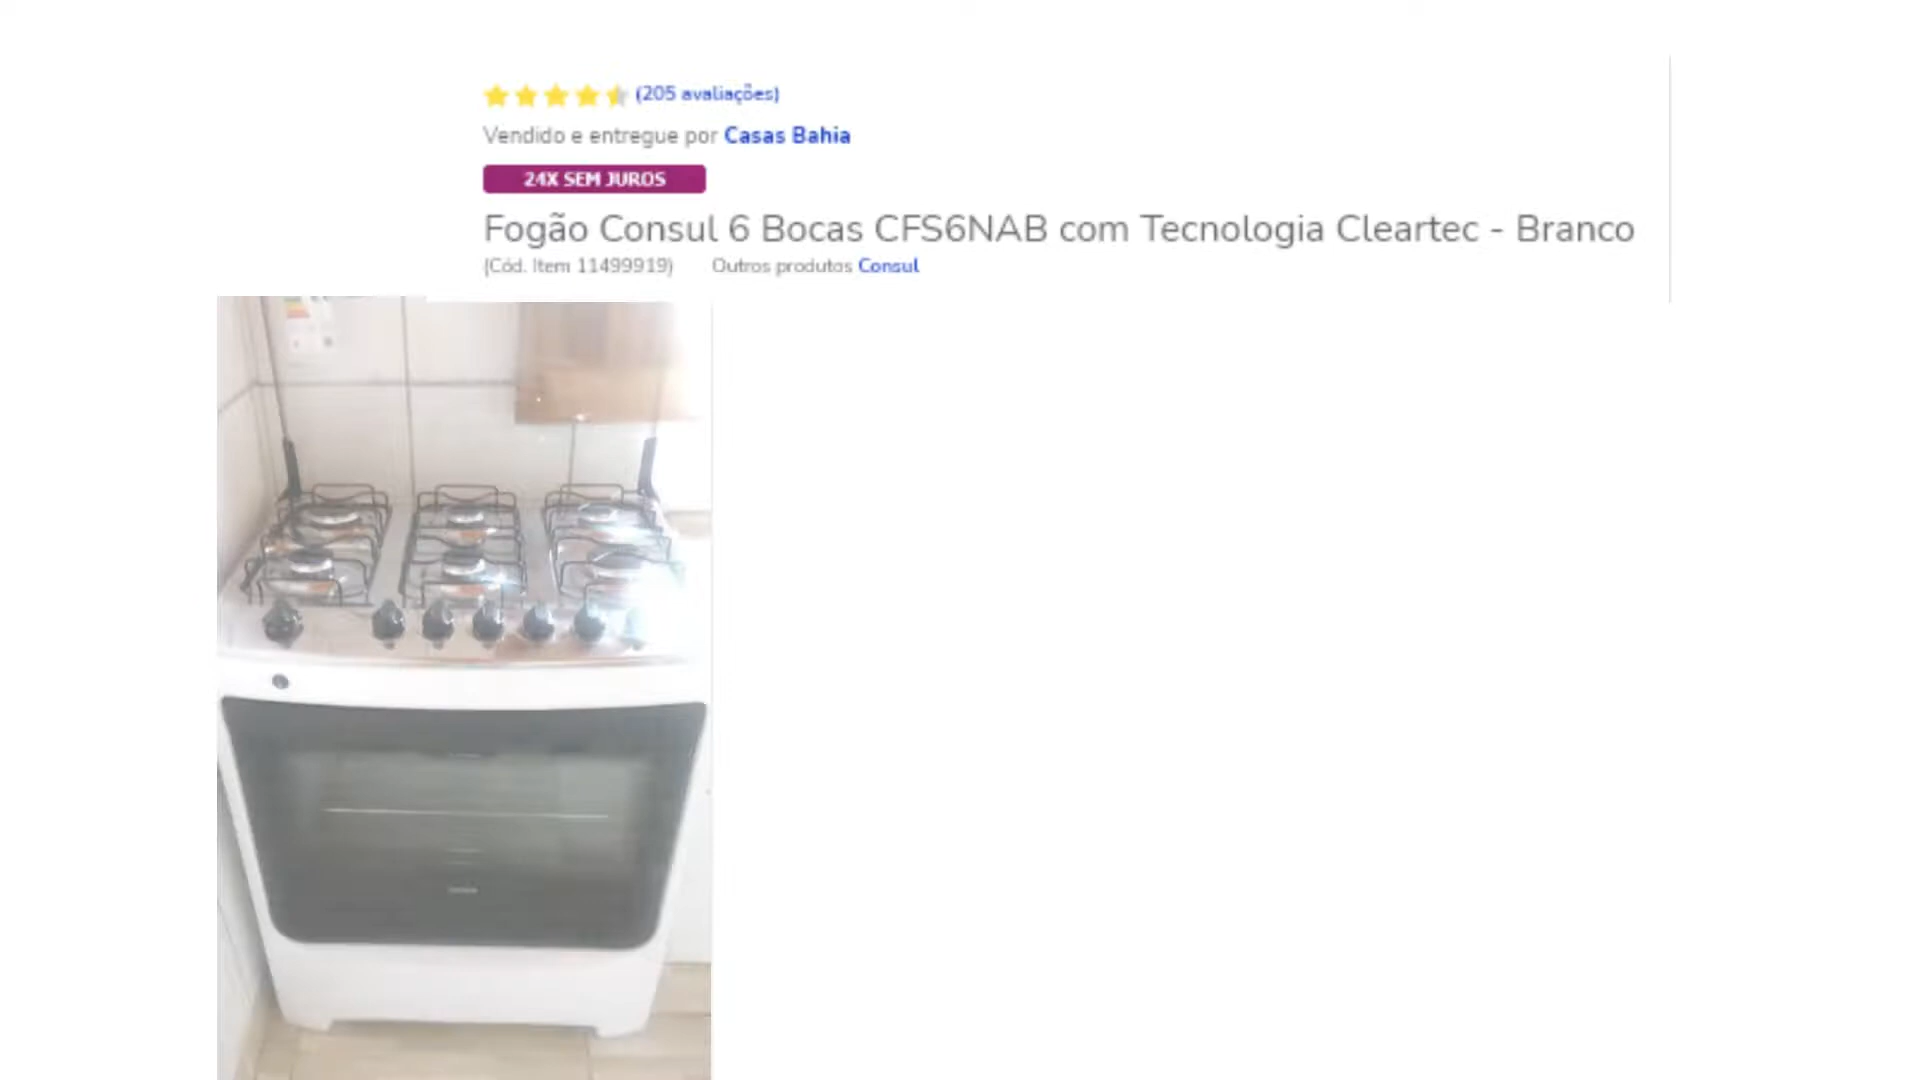 (205 avaliações)
Vendido e entregue por Casas Bahia
24X SEM JUROS
Fogão Consul 6 Bocas CFS6NAB com Tecnologia Cleartec - Branco
(Cód. Item 11499919) Outros produtos Consul